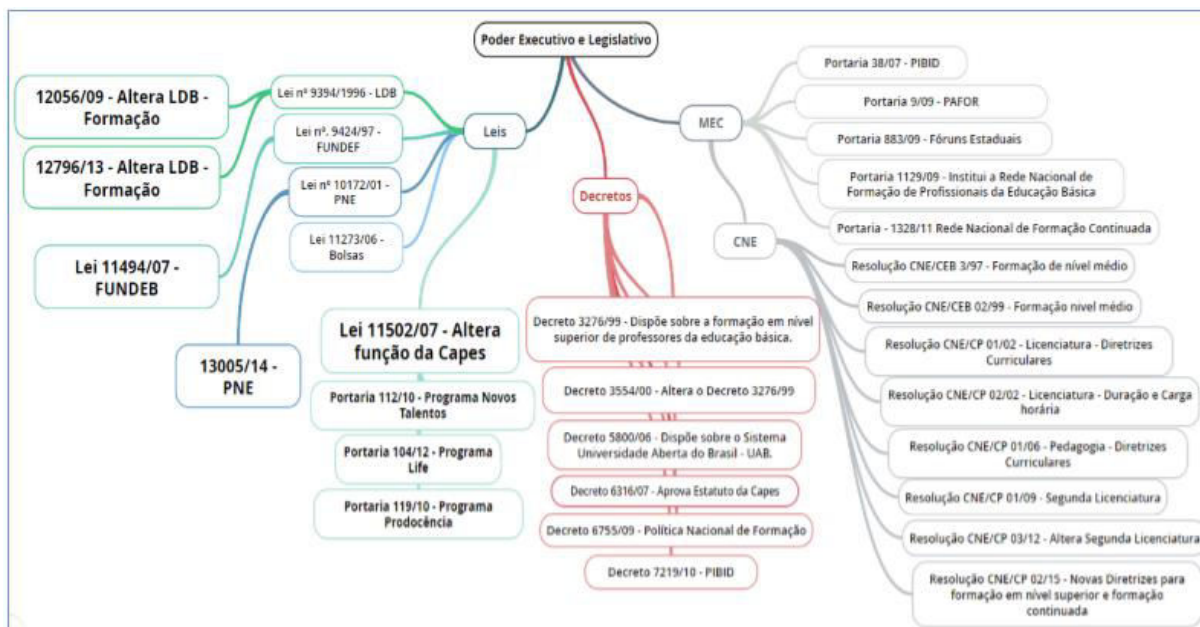 Poder Executivo e Legislativo
12056/09 - Altera LDB -
Formação
12796/13 - Altera LDB -
Formação
Lei 11494/07 -
FUNDEB
13005/14 -
PNE
Lei nº 9394/1996 - LDB
Lei nº. 9424/97 -
FUNDEF
Lei nº 10172/01 -
PNE
Lei 11273/06 -
Bolsas
Leis
Lei 11502/07 - Altera
função da Capes
Portaria 112/10 - Programa Novos
Talentos
Portaria 104/12 - Programa
Life
Portaria 119/10 - Programa
Prodocência
Decretos
Decreto 3276/99 - Dispõe sobre a formação em nível
superior de professores da educação básica.
Decreto 3554/00 - Altera o Decreto 3276/99
Decreto 5800/06 - Dispõe sobre o Sistema
Universidade Aberta do Brasil - UAB.
Decreto 6316/07 - Aprova Estatuto da Capes
Decreto 6755/09 - Política Nacional de Formação
Decreto 7219/10 - PIBID
MEC
Portaria 38/07 - PIBID
Portaria 9/09 - PAFOR
Portaria 883/09 - Fóruns Estaduais
Portaria 1129/09 - Institui a Rede Nacional de
Formação de Profissionais da Educação Básica
Portaria - 1328/11 Rede Nacional de Formação Continuada
CNE
Resolução CNE/CEB 3/97 - Formação de nível médio
Resolução CNE/CEB 02/99 - Formação nivel médio
Resolução CNE/CP 01/02 - Licenciatura - Diretrizes
Curriculares
Resolução CNE/CP 02/02 - Licenciatura - Duração e Carga
horária
Resolução CNE/CP 01/06 - Pedagogia - Diretrizes
Curriculares
Resolução CNE/CP 01/09 - Segunda Licenciatura
Resolução CNE/CP 03/12 - Altera Segunda Licenciatura
Resolução CNE/CP 02/15 - Novas Diretrizes para
formação em nível superior e formação
continuada